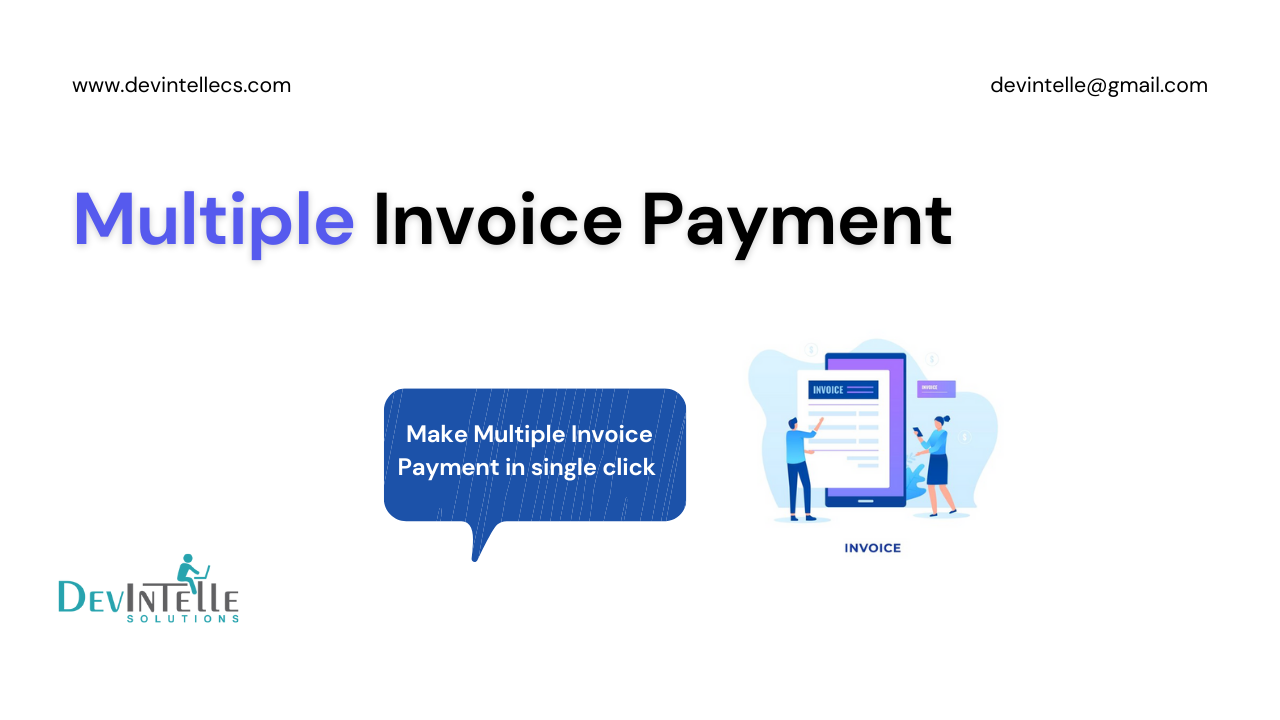 www.devintellecs.com
devintelle@gmail.com
Multiple Invoice Payment
Make Multiple Invoice
Payment in single click
INVOICE
INVOICE
INVOICE
DEVINTELLE
SOLUTIONS